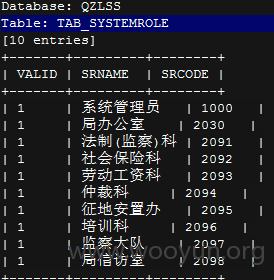 Database: QZLSS
Table: TAB_SYSTEMROLE
[10 entries]
+-------+--------+--------+
| VALID | SRNAME | SRCODE |
+-------+--------+--------+
| 1 | 系统管理员 | 1000 |
| 1 | 局办公室 | 2030 |
| 1 | 法制(监察)科 | 2091 |
| 1 | 社会保险科 | 2092 |
| 1 | 劳动工资科 | 2093 |
| 1 | 仲裁科 | 2094 |
| 1 | 征地安置办 | 2095 |
| 1 | 培训科 | 2096 |
| 1 | 监察大队 | 2097 |
| 1 | 局信访室 | 2098 |
+-------+--------+--------+
www.wooyun.org